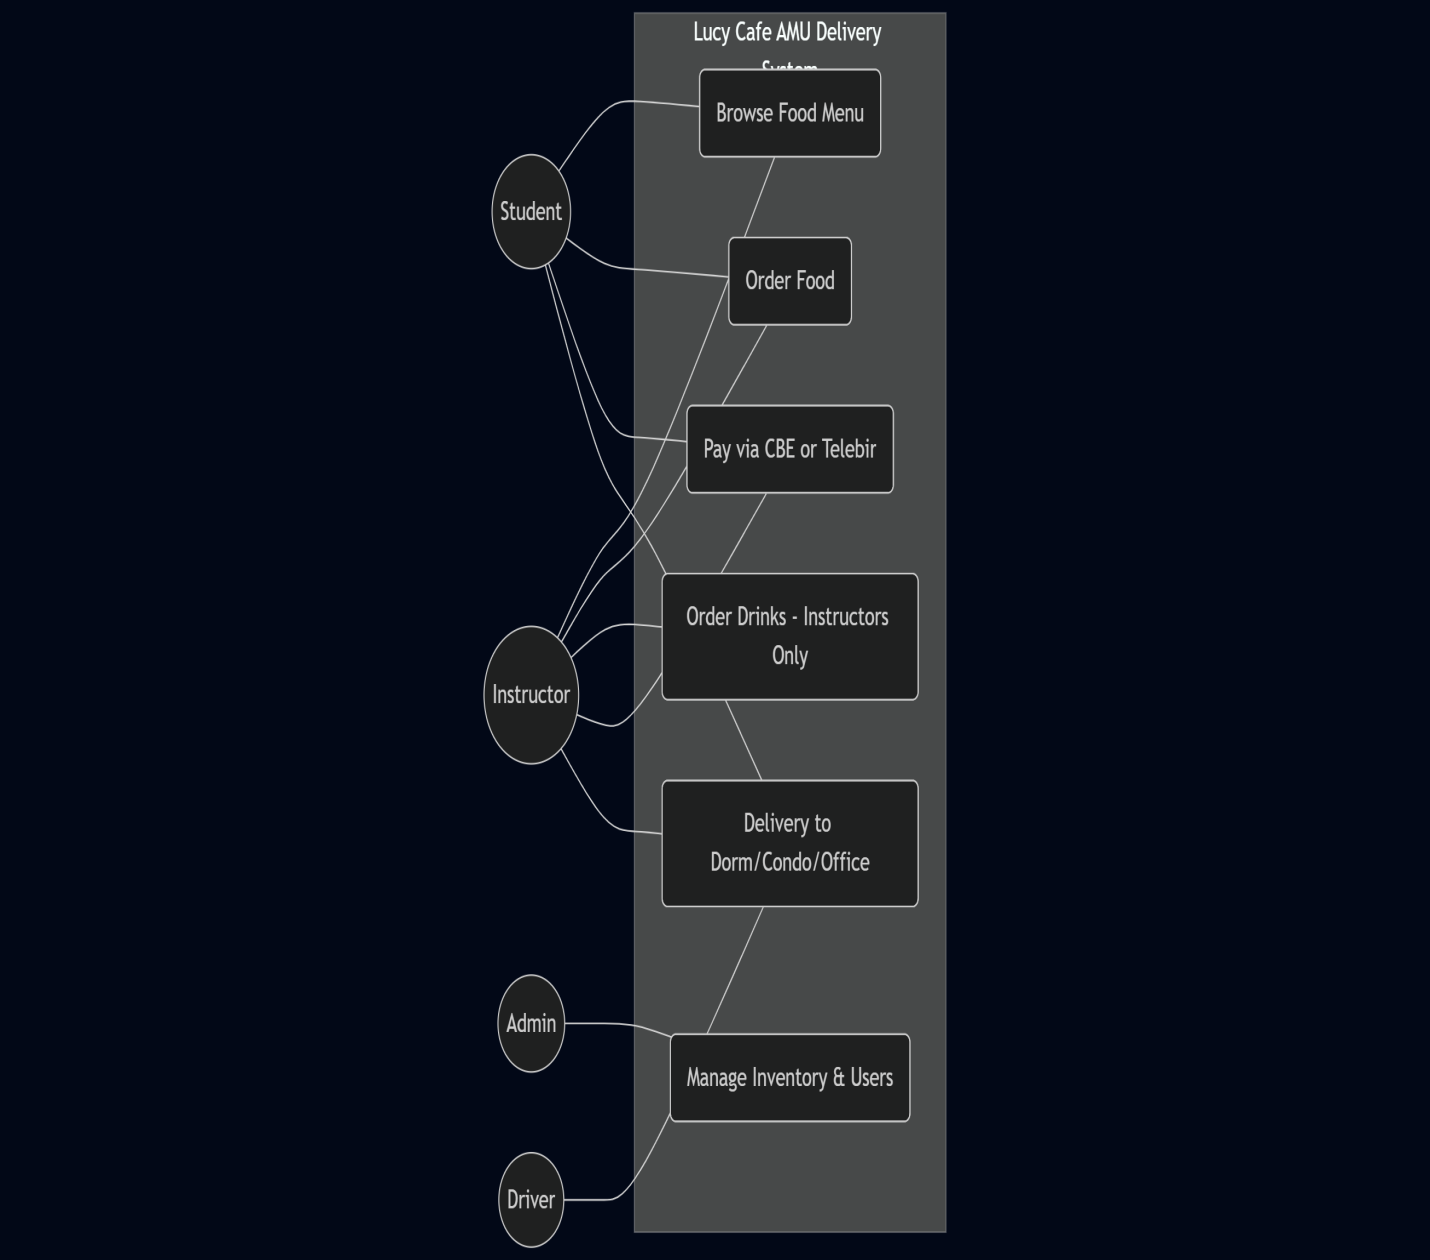 Lucy Cafe AMU Delivery
System
Browse Food Menu
Student
Order Food
Pay via CBE or Telebir
Order Drinks - Instructors
Only
Instructor
Delivery to
Dorm/Condo/Office
Admin
Manage Inventory & Users
Driver